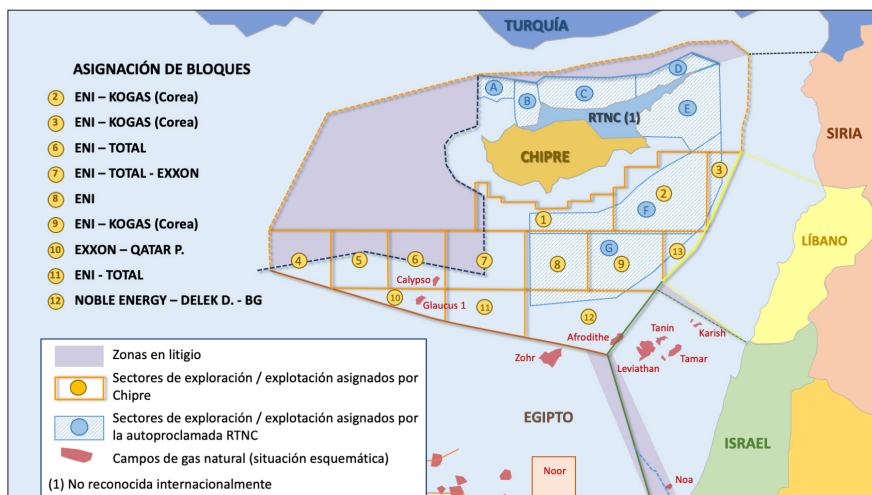 TURQUÍA
ASIGNACIÓN DE BLOQUES
2 ENI – KOGAS (Corea)
3 ENI – KOGAS (Corea)
6 ENI – TOTAL
7 ENI – TOTAL - EXXON
8 ENI
9 ENI – KOGAS (Corea)
10 EXXON – QATAR P.
11 ENI - TOTAL
12 NOBLE ENERGY – DELEK D. - BG
A
B
C
D
E
RTNC (1)
CHIPRE
SIRIA
3
2
F
1
G
LÍBANO
4
5
6
7
8
9
13
Calypso
10
Glaucus 1
11
12
Afrodithe
Tanin
Karish
Zohr
Leviathan
Tamar
EGIPTO
ISRAEL
Noor
Noa
Zonas en litigio
Sectores de exploración / explotación asignados por
Chipre
Sectores de exploración / explotación asignados por
la autoproclamada RTNC
Campos de gas natural (situación esquemática)
(1) No reconocida internacionalmente